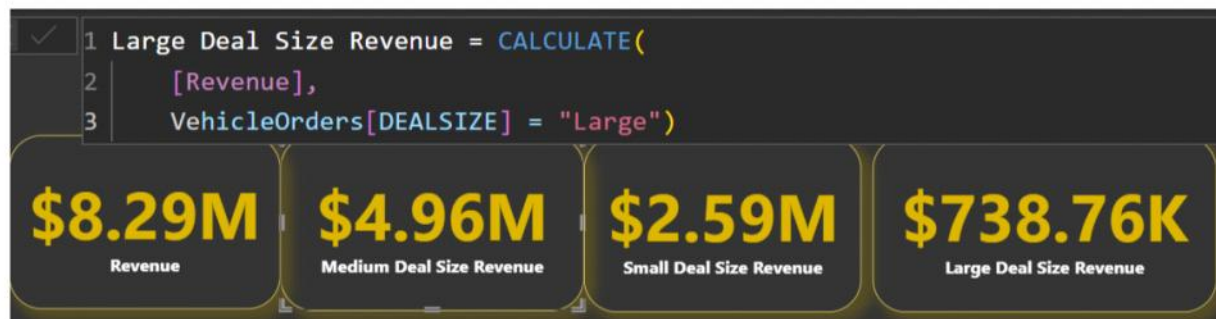 1 Large Deal Size Revenue = CALCULATE(
2 [Revenue],
3 VehicleOrders[DEALSIZE] = "Large")
$8.29M
Revenue
$4.96M
Medium Deal Size Revenue
$2.59M
Small Deal Size Revenue
$738.76K
Large Deal Size Revenue